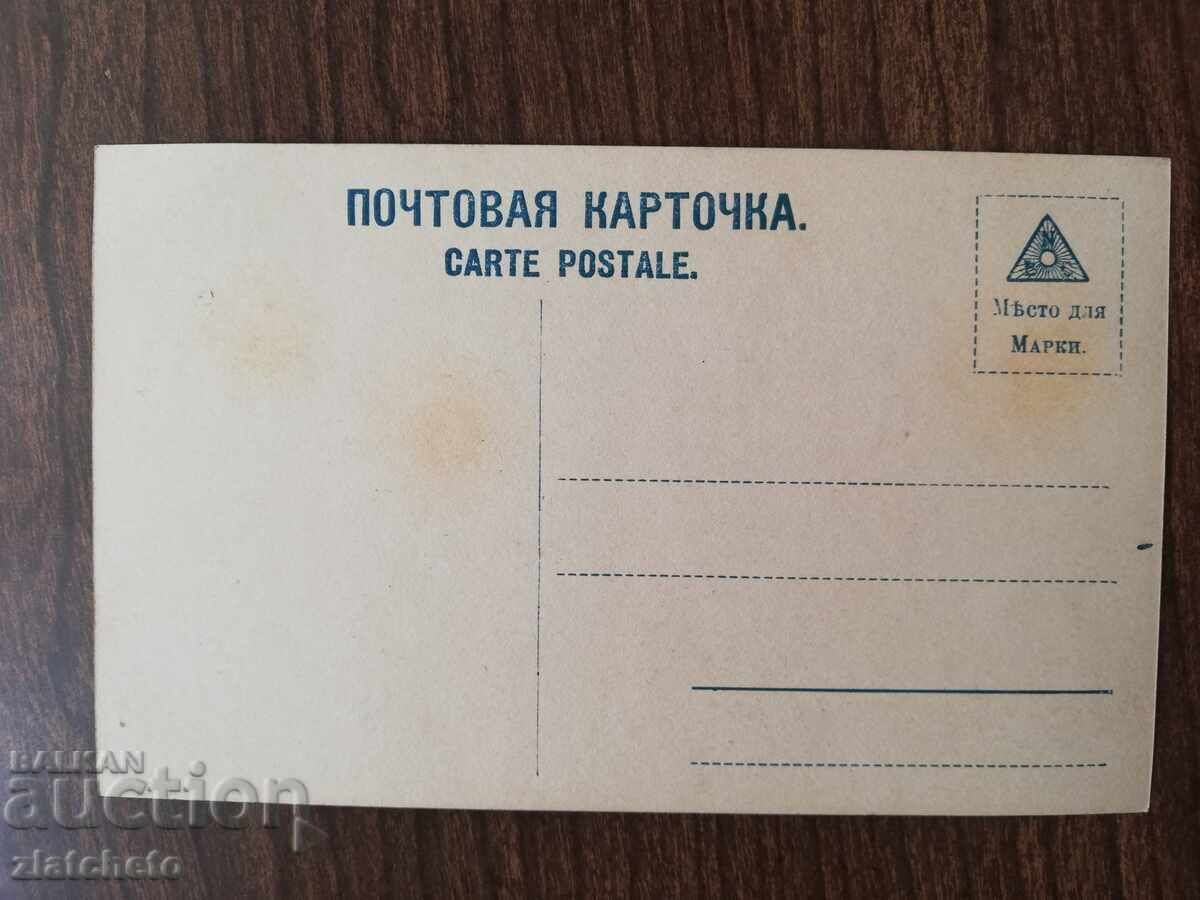 ПОЧТОВАЯ КАРТОЧКА.
CARTE POSTALE.
Мѣсто для
Марки.
BALKAN
auction
zlatcheto